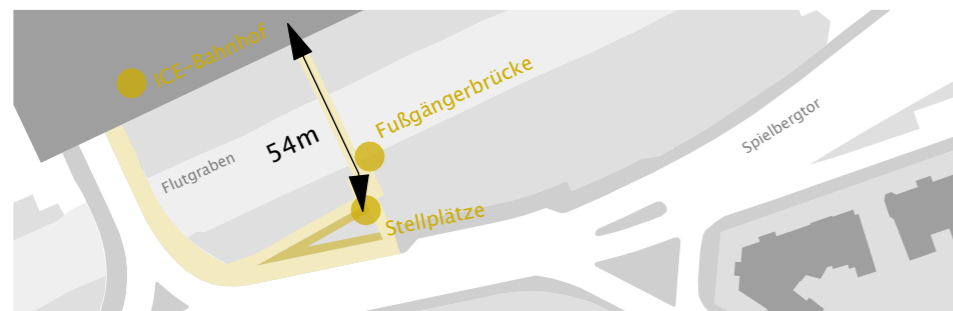 ICE-Bahnhof
Fußgängerbrücke
54m
Flutgraben
Spielbergtor
Stellplätze